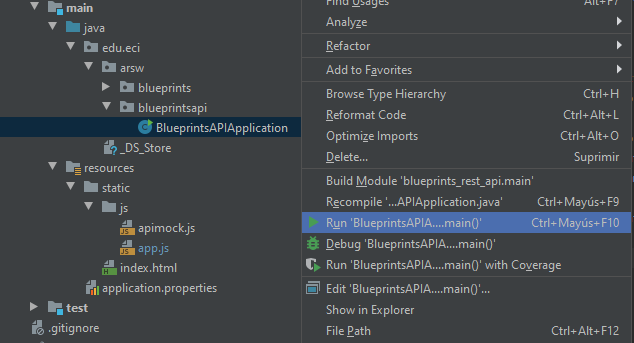 main
java
edu.eci
arsw
blueprints
blueprintsapi
BlueprintsAPIApplication
_DS_Store
resources
static
js
apimock.js
app.js
index.html
application.properties
test
.gitignore
Find Usages Alt+F7
Analyze
Refactor
Add to Favorites
Browse Type Hierarchy Ctrl+H
Reformat Code Ctrl+Alt+L
Optimize Imports Ctrl+Alt+O
Delete... Suprimir
Build Module 'blueprints_rest_api.main'
Recompile '...APIApplication.java' Ctrl+Mayús+F9
Run 'BlueprintsAPIA....main()' Ctrl+Mayús+F10
Debug 'BlueprintsAPIA....main()'
Run 'BlueprintsAPIA....main()' with Coverage
Edit 'BlueprintsAPIA....main()'...
Show in Explorer
File Path Ctrl+Alt+F12